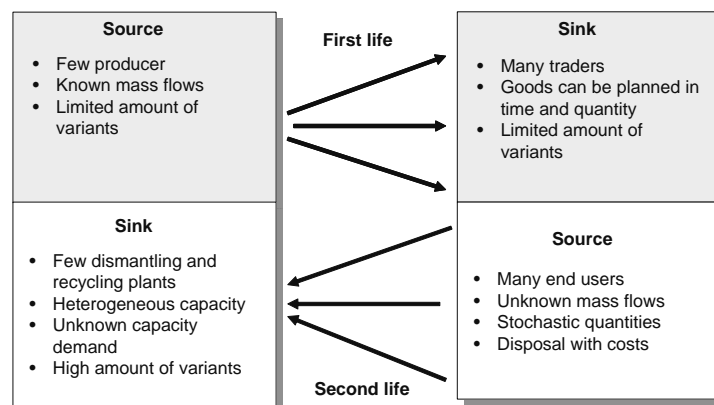 Source
• Few producer
• Known mass flows
• Limited amount of
variants
First life
Sink
• Many traders
• Goods can be planned in
time and quantity
• Limited amount of
variants
Sink
• Few dismantling and
recycling plants
• Heterogeneous capacity
• Unknown capacity
demand
• High amount of variants
Second life
Source
• Many end users
• Unknown mass flows
• Stochastic quantities
• Disposal with costs